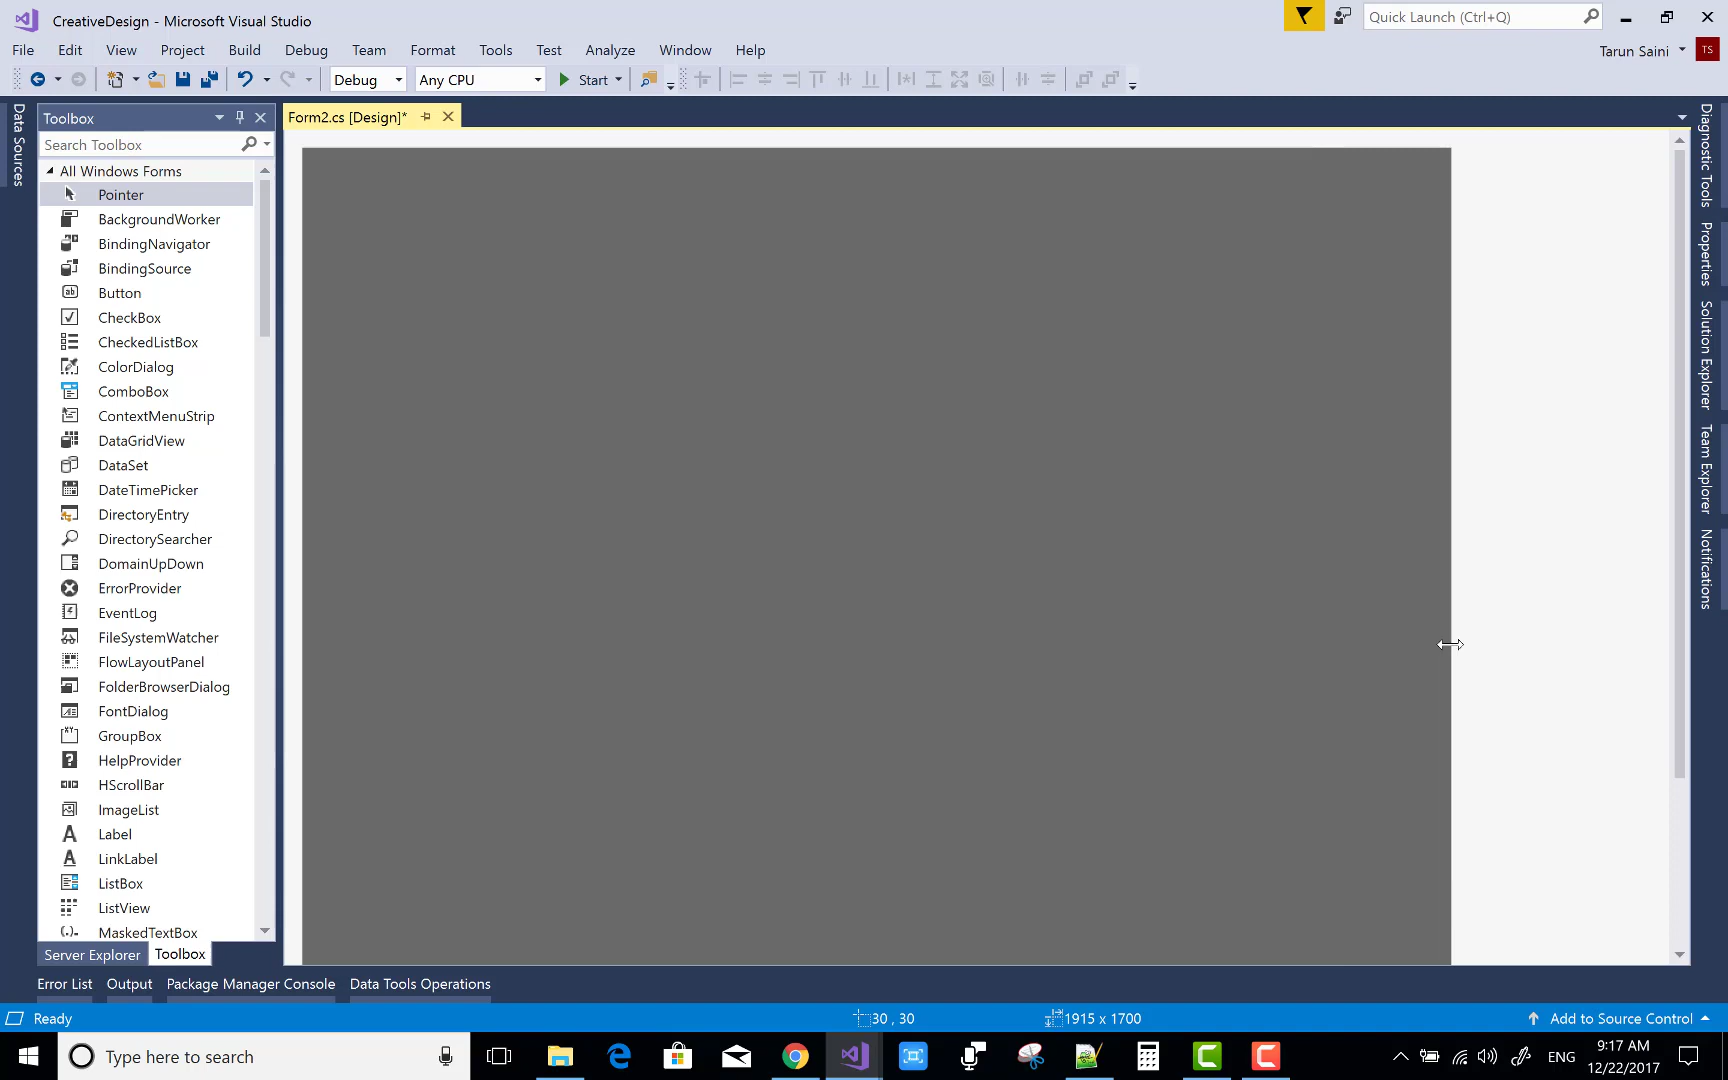 CreativeDesign - Microsoft Visual Studio
Quick Launch (Ctrl+Q)
File Edit View Project Build Debug Team Format Tools Test Analyze Window Help
Tarun Saini TS
Debug Any CPU Start
Data Sources
Toolbox
Form2.cs [Design]*
Search Toolbox
All Windows Forms
Pointer
BackgroundWorker
BindingNavigator
BindingSource
Button
CheckBox
CheckedListBox
ColorDialog
ComboBox
ContextMenuStrip
DataGridView
DataSet
DateTimePicker
DirectoryEntry
DirectorySearcher
DomainUpDown
ErrorProvider
EventLog
FileSystemWatcher
FlowLayoutPanel
FolderBrowserDialog
FontDialog
GroupBox
HelpProvider
HScrollBar
ImageList
Label
LinkLabel
ListBox
ListView
MaskedTextBox
Server Explorer Toolbox
Diagnostic Tools
Properties
Solution Explorer
Team Explorer
Notifications
Error List Output Package Manager Console Data Tools Operations
Ready 30 , 30 1915 x 1700 Add to Source Control
Type here to search
ENG
9:17 AM
12/22/2017